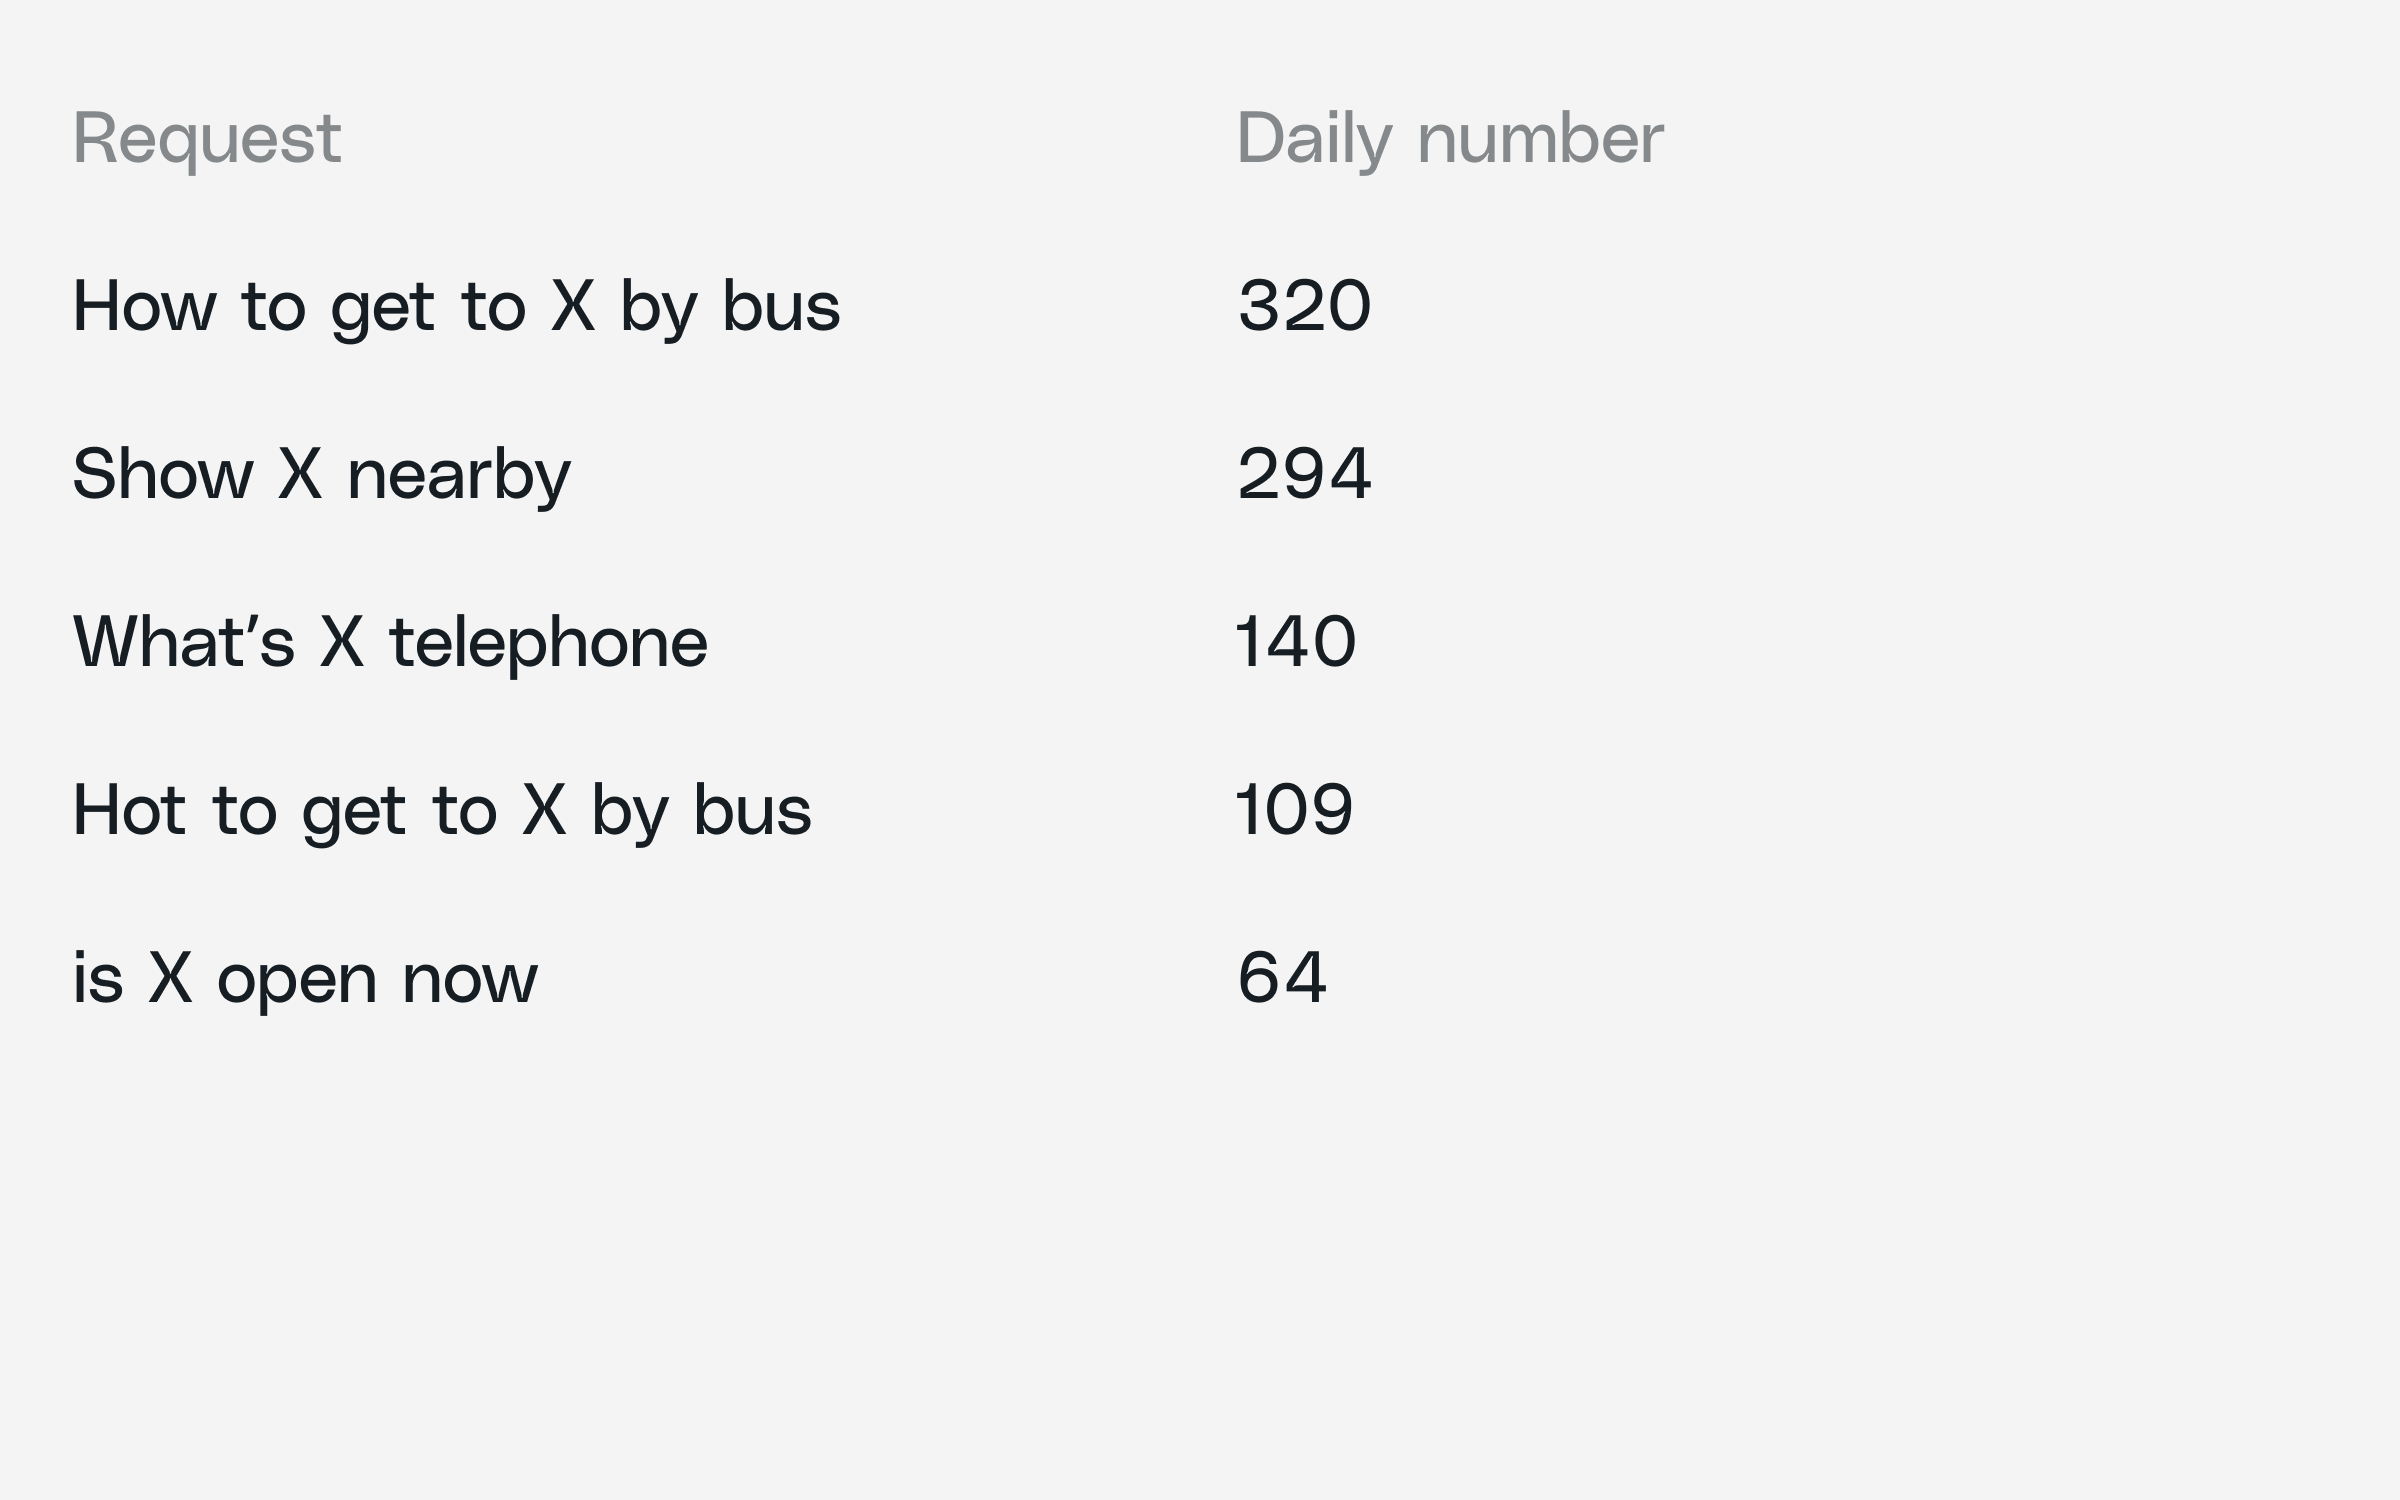 Request Daily number
How to get to X by bus 320
Show X nearby 294
What's X telephone 140
Hot to get to X by bus 109
is X open now 64